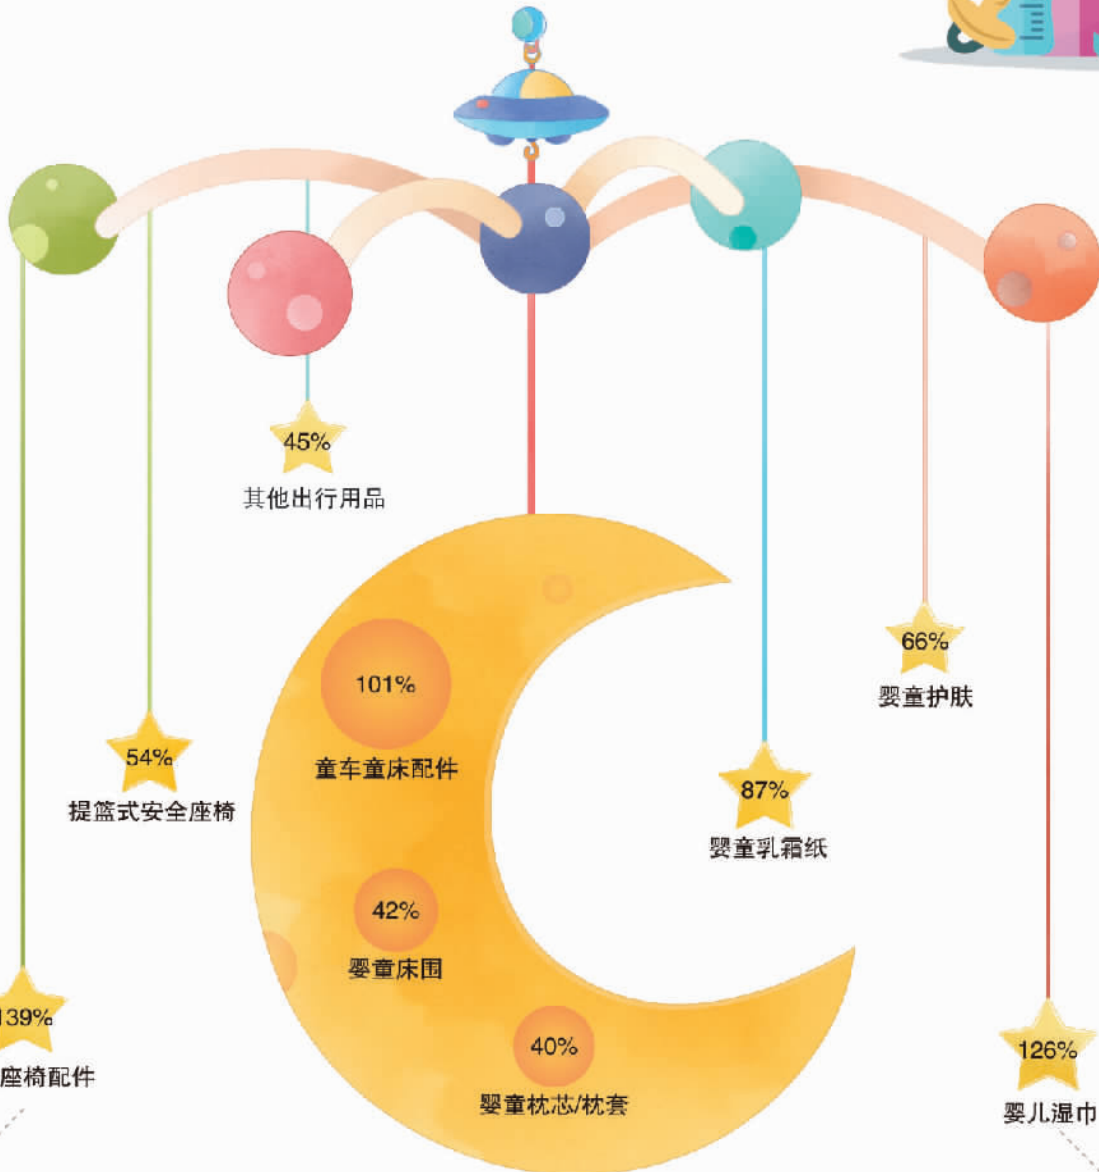 45%
其他出行用品
66%
婴童护肤
101%
童车童床配件
54%
提篮式安全座椅
87%
婴童乳霜纸
42%
婴童床围
139%
座椅配件
40%
婴童枕芯/枕套
126%
婴儿湿巾